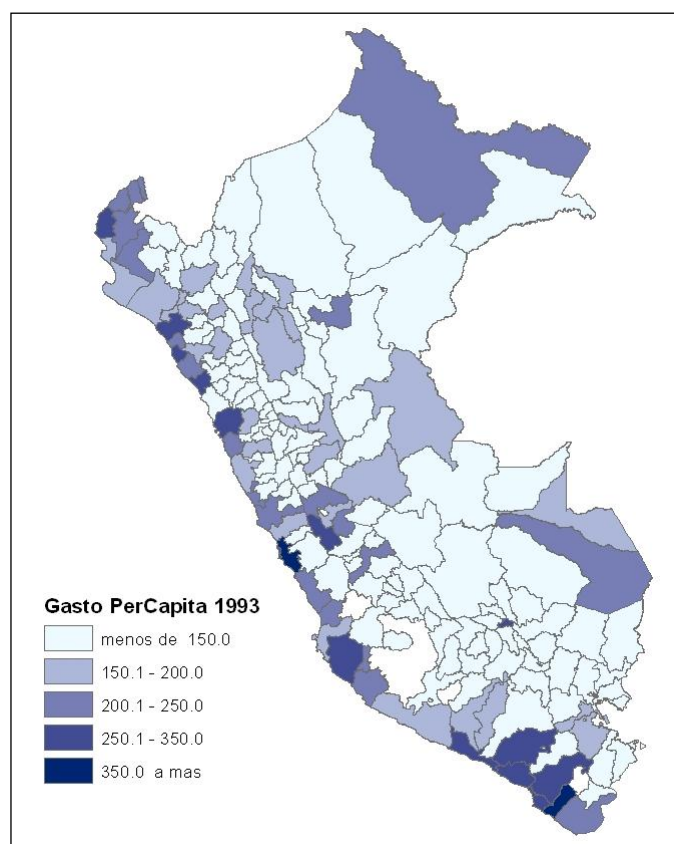 Gasto PerCapita 1993
menos de 150.0
150.1 - 200.0
200.1 - 250.0
250.1 - 350.0
350.0 a mas